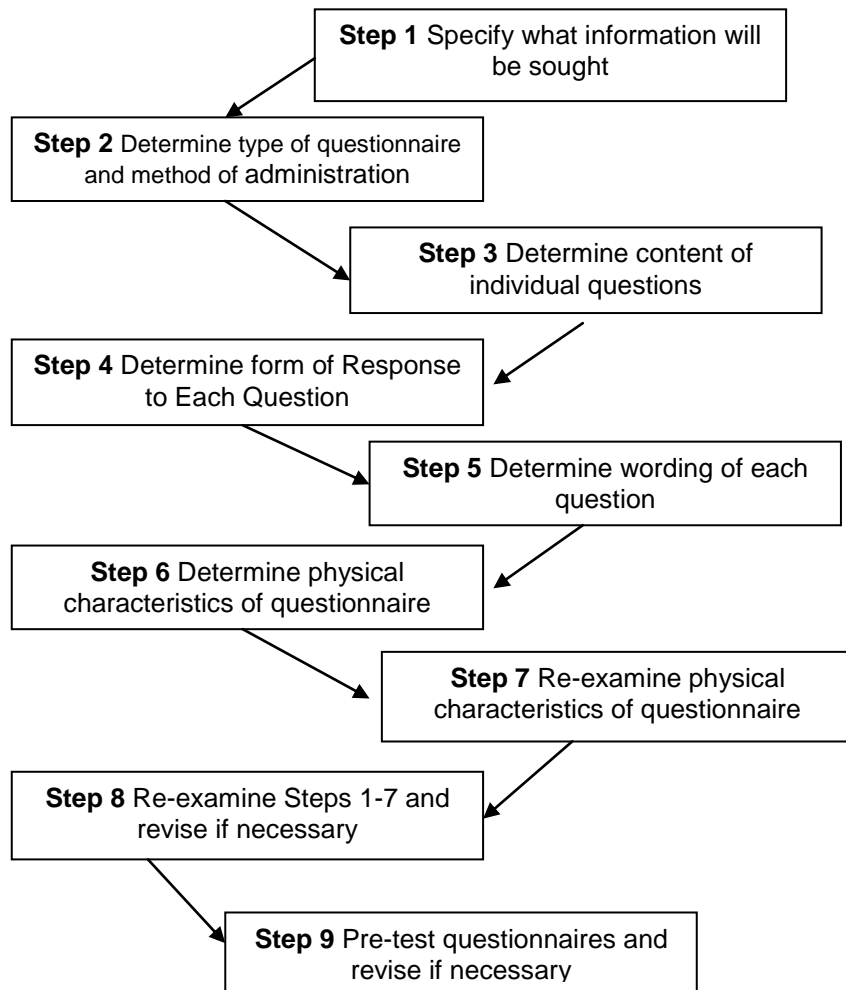 Step 1 Specify what information will
be sought
Step 2 Determine type of questionnaire
and method of administration
Step 3 Determine content of
individual questions
Step 4 Determine form of Response
to Each Question
Step 5 Determine wording of each
question
Step 6 Determine physical
characteristics of questionnaire
Step 7 Re-examine physical
characteristics of questionnaire
Step 8 Re-examine Steps 1-7 and
revise if necessary
Step 9 Pre-test questionnaires and
revise if necessary